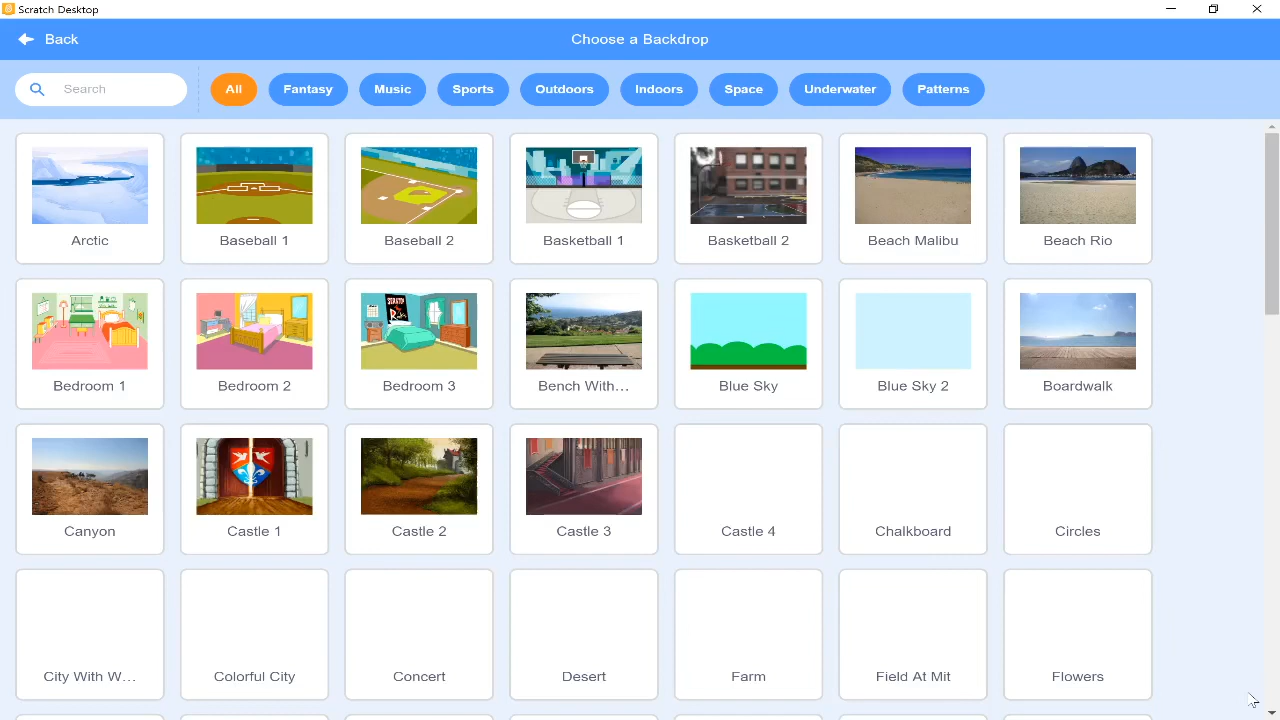 Scratch Desktop
Back
Choose a Backdrop
Search
All
Fantasy
Music
Sports
Outdoors
Indoors
Space
Underwater
Patterns
Arctic
Baseball 1
Baseball 2
Basketball 1
Basketball 2
Beach Malibu
Beach Rio
Bedroom 1
Bedroom 2
Bedroom 3
Bench With...
Blue Sky
Blue Sky 2
Boardwalk
Canyon
Castle 1
Castle 2
Castle 3
Castle 4
Chalkboard
Circles
City With W...
Colorful City
Concert
Desert
Farm
Field At Mit
Flowers